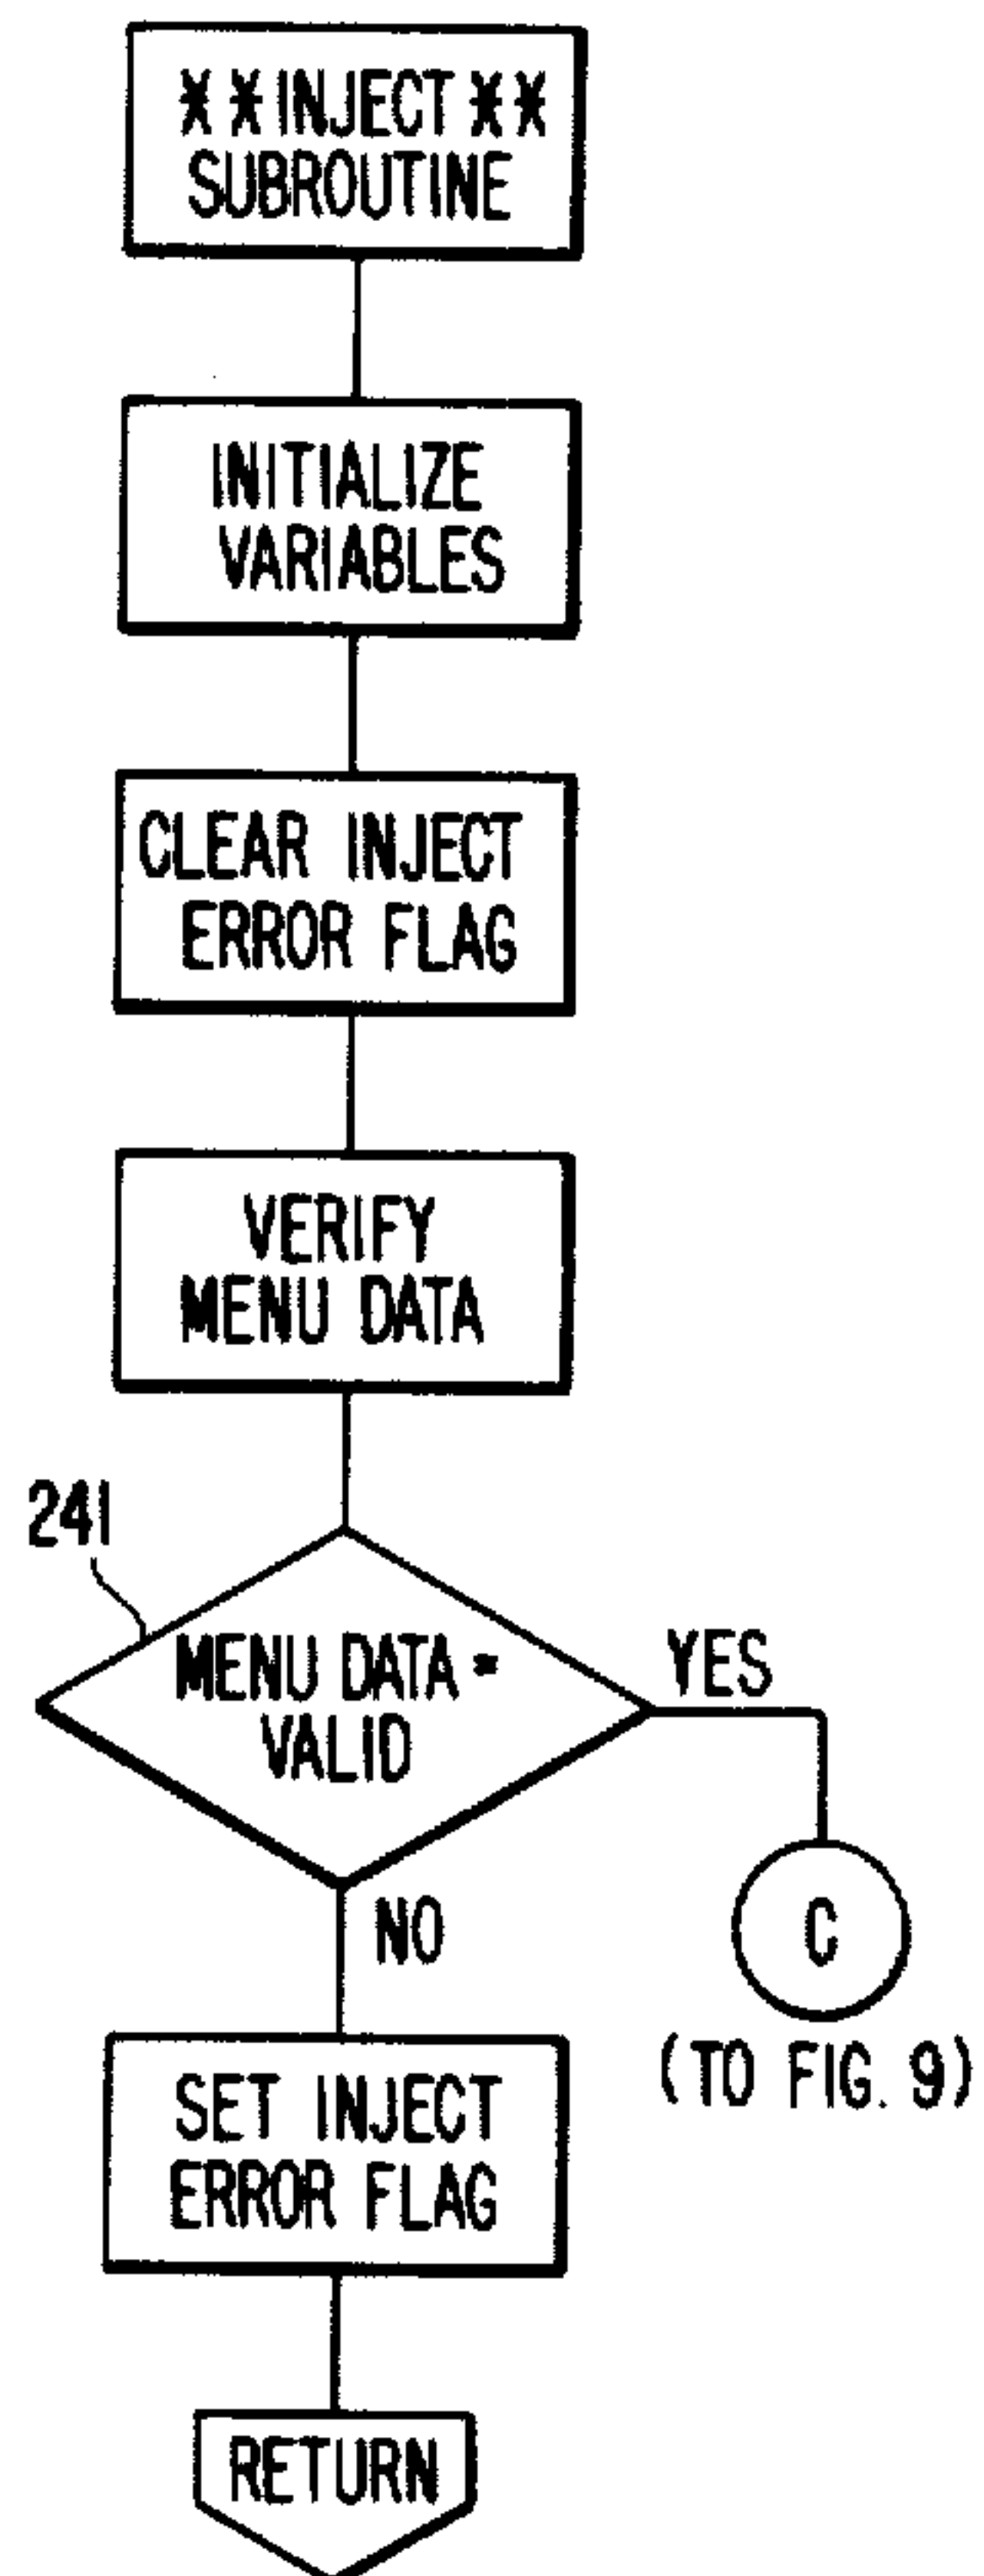 **INJECT**
SUBROUTINE
INITIALIZE
VARIABLES
CLEAR INJECT
ERROR FLAG
VERIFY
MENU DATA
241
MENU DATA =
VALID
YES
NO
C
(TO FIG. 9)
SET INJECT
ERROR FLAG
RETURN